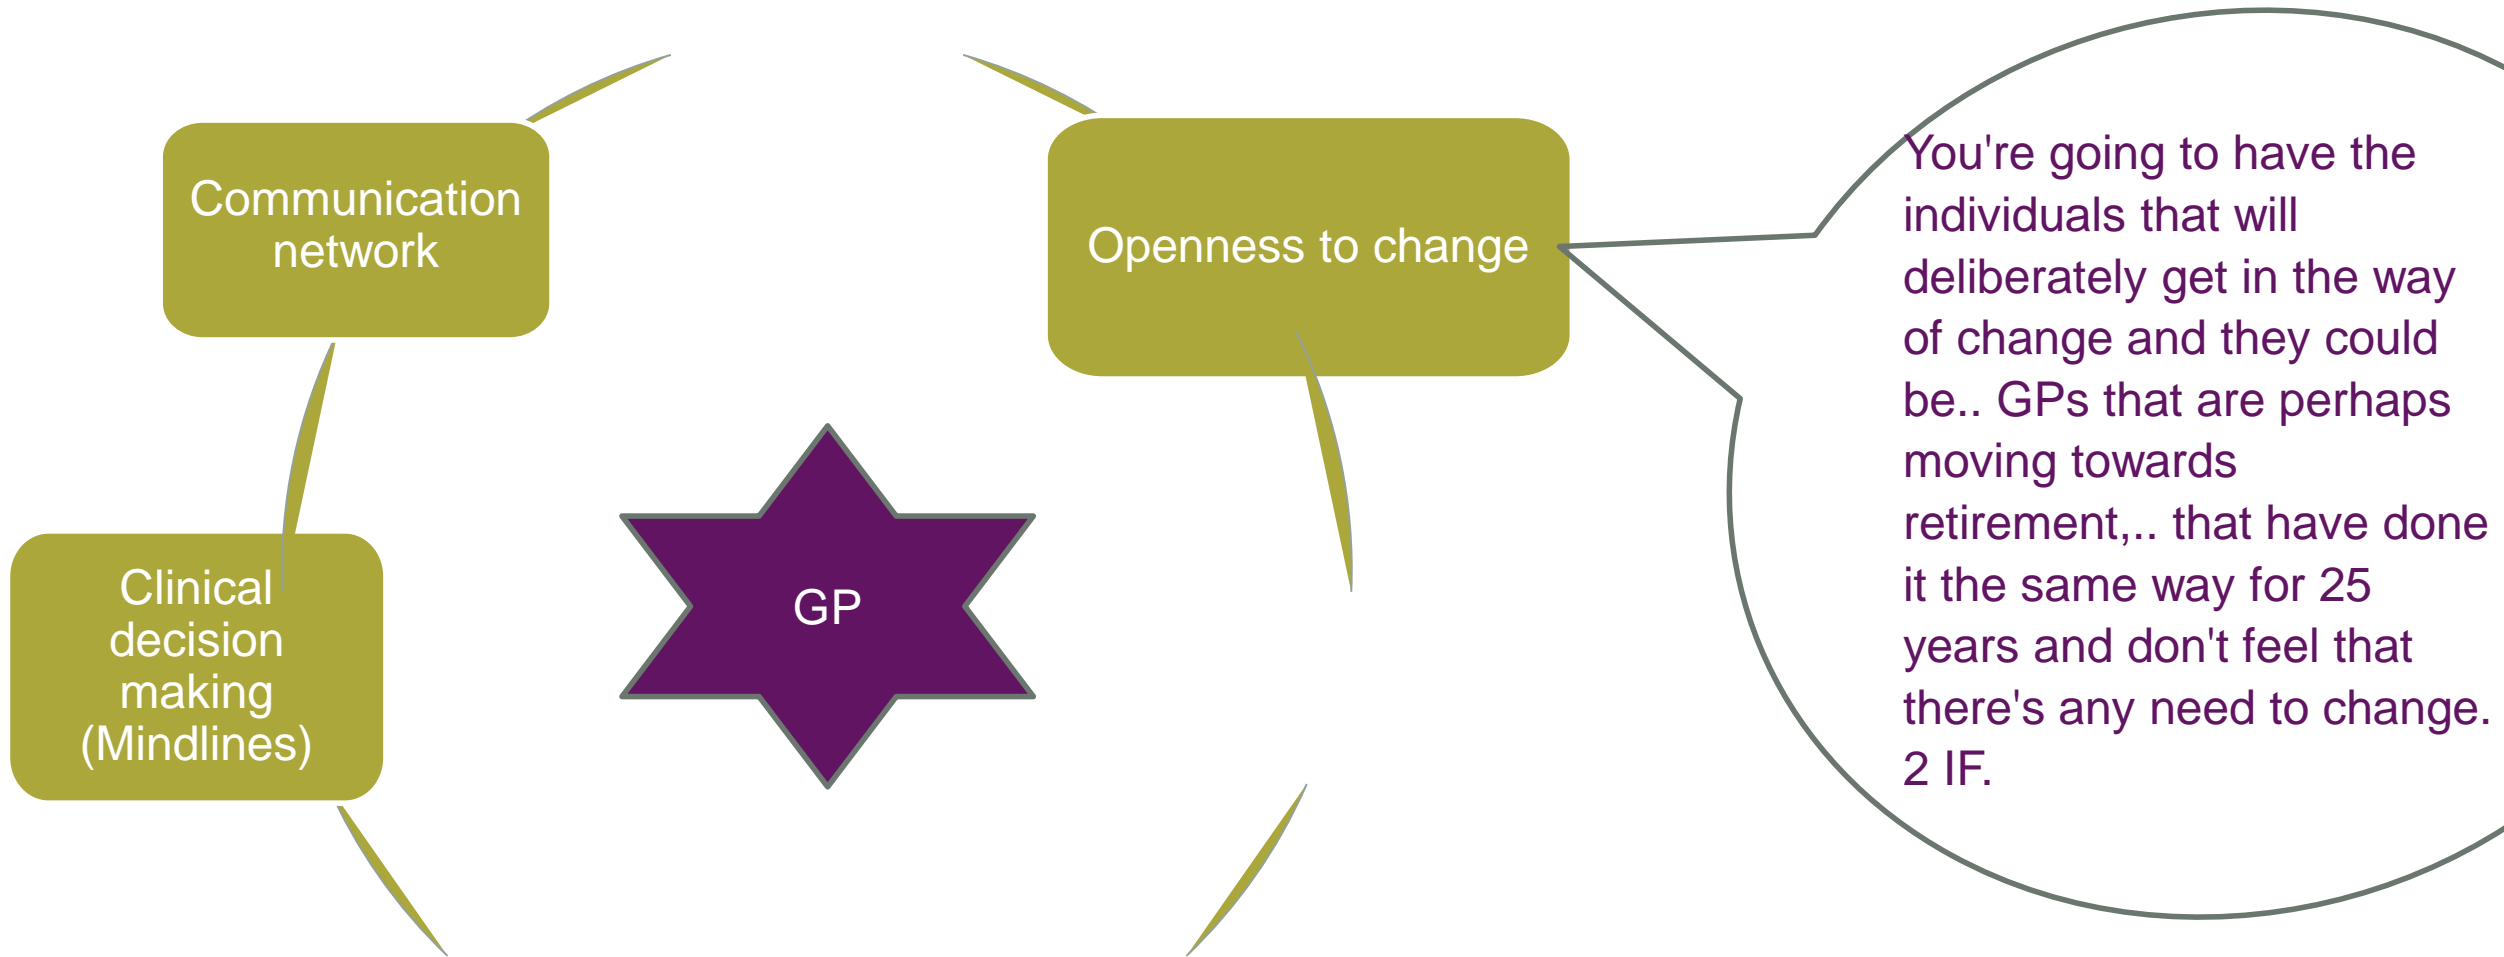 Communication
network
Openness to change
Clinical
decision
making
(Mindlines)
GP
You're going to have the
individuals that will
deliberately get in the way
of change and they could
be.. GPs that are perhaps
moving towards
retirement,.. that have done
it the same way for 25
years and don't feel that
there's any need to change.
2 IF.